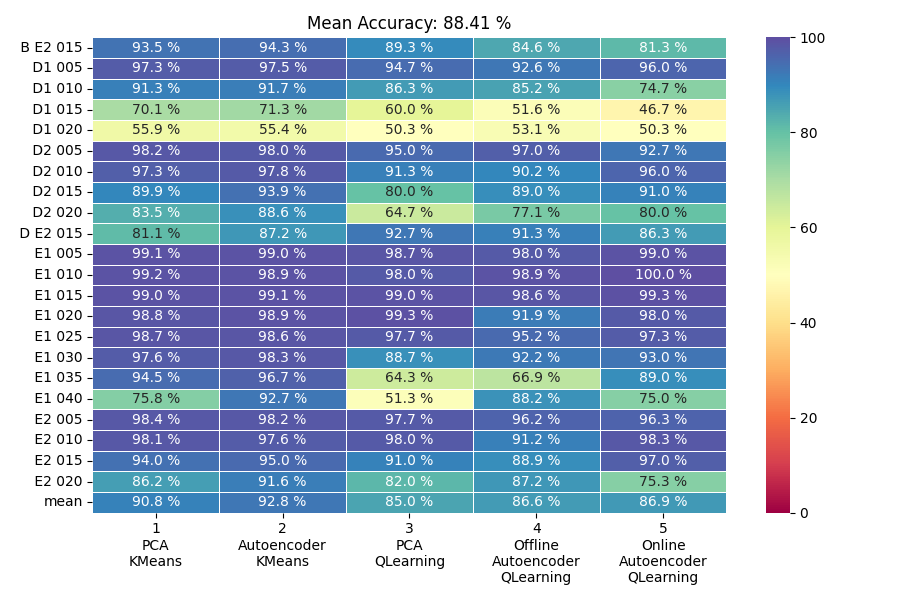 Mean Accuracy: 88.41 %
B E2 015 93.5 % 94.3 % 89.3 % 84.6 % 81.3 %
D1 005 97.3 % 97.5 % 94.7 % 92.6 % 96.0 %
D1 010 91.3 % 91.7 % 86.3 % 85.2 % 74.7 %
D1 015 70.1 % 71.3 % 60.0 % 51.6 % 46.7 %
D1 020 55.9 % 55.4 % 50.3 % 53.1 % 50.3 %
D2 005 98.2 % 98.0 % 95.0 % 97.0 % 92.7 %
D2 010 97.3 % 97.8 % 91.3 % 90.2 % 96.0 %
D2 015 89.9 % 93.9 % 80.0 % 89.0 % 91.0 %
D2 020 83.5 % 88.6 % 64.7 % 77.1 % 80.0 %
D E2 015 81.1 % 87.2 % 92.7 % 91.3 % 86.3 %
E1 005 99.1 % 99.0 % 98.7 % 98.0 % 99.0 %
E1 010 99.2 % 98.9 % 98.0 % 98.9 % 100.0 %
E1 015 99.0 % 99.1 % 99.0 % 98.6 % 99.3 %
E1 020 98.8 % 98.9 % 99.3 % 91.9 % 98.0 %
E1 025 98.7 % 98.6 % 97.7 % 95.2 % 97.3 %
E1 030 97.6 % 98.3 % 88.7 % 92.2 % 93.0 %
E1 035 94.5 % 96.7 % 64.3 % 66.9 % 89.0 %
E1 040 75.8 % 92.7 % 51.3 % 88.2 % 75.0 %
E2 005 98.4 % 98.2 % 97.7 % 96.2 % 96.3 %
E2 010 98.1 % 97.6 % 98.0 % 91.2 % 98.3 %
E2 015 94.0 % 95.0 % 91.0 % 88.9 % 97.0 %
E2 020 86.2 % 91.6 % 82.0 % 87.2 % 75.3 %
mean 90.8 % 92.8 % 85.0 % 86.6 % 86.9 %
1 2 3 4 5
PCA Autoencoder PCA Offline Online
KMeans KMeans QLearning Autoencoder Autoencoder
QLearning QLearning
100
80
60
40
20
0